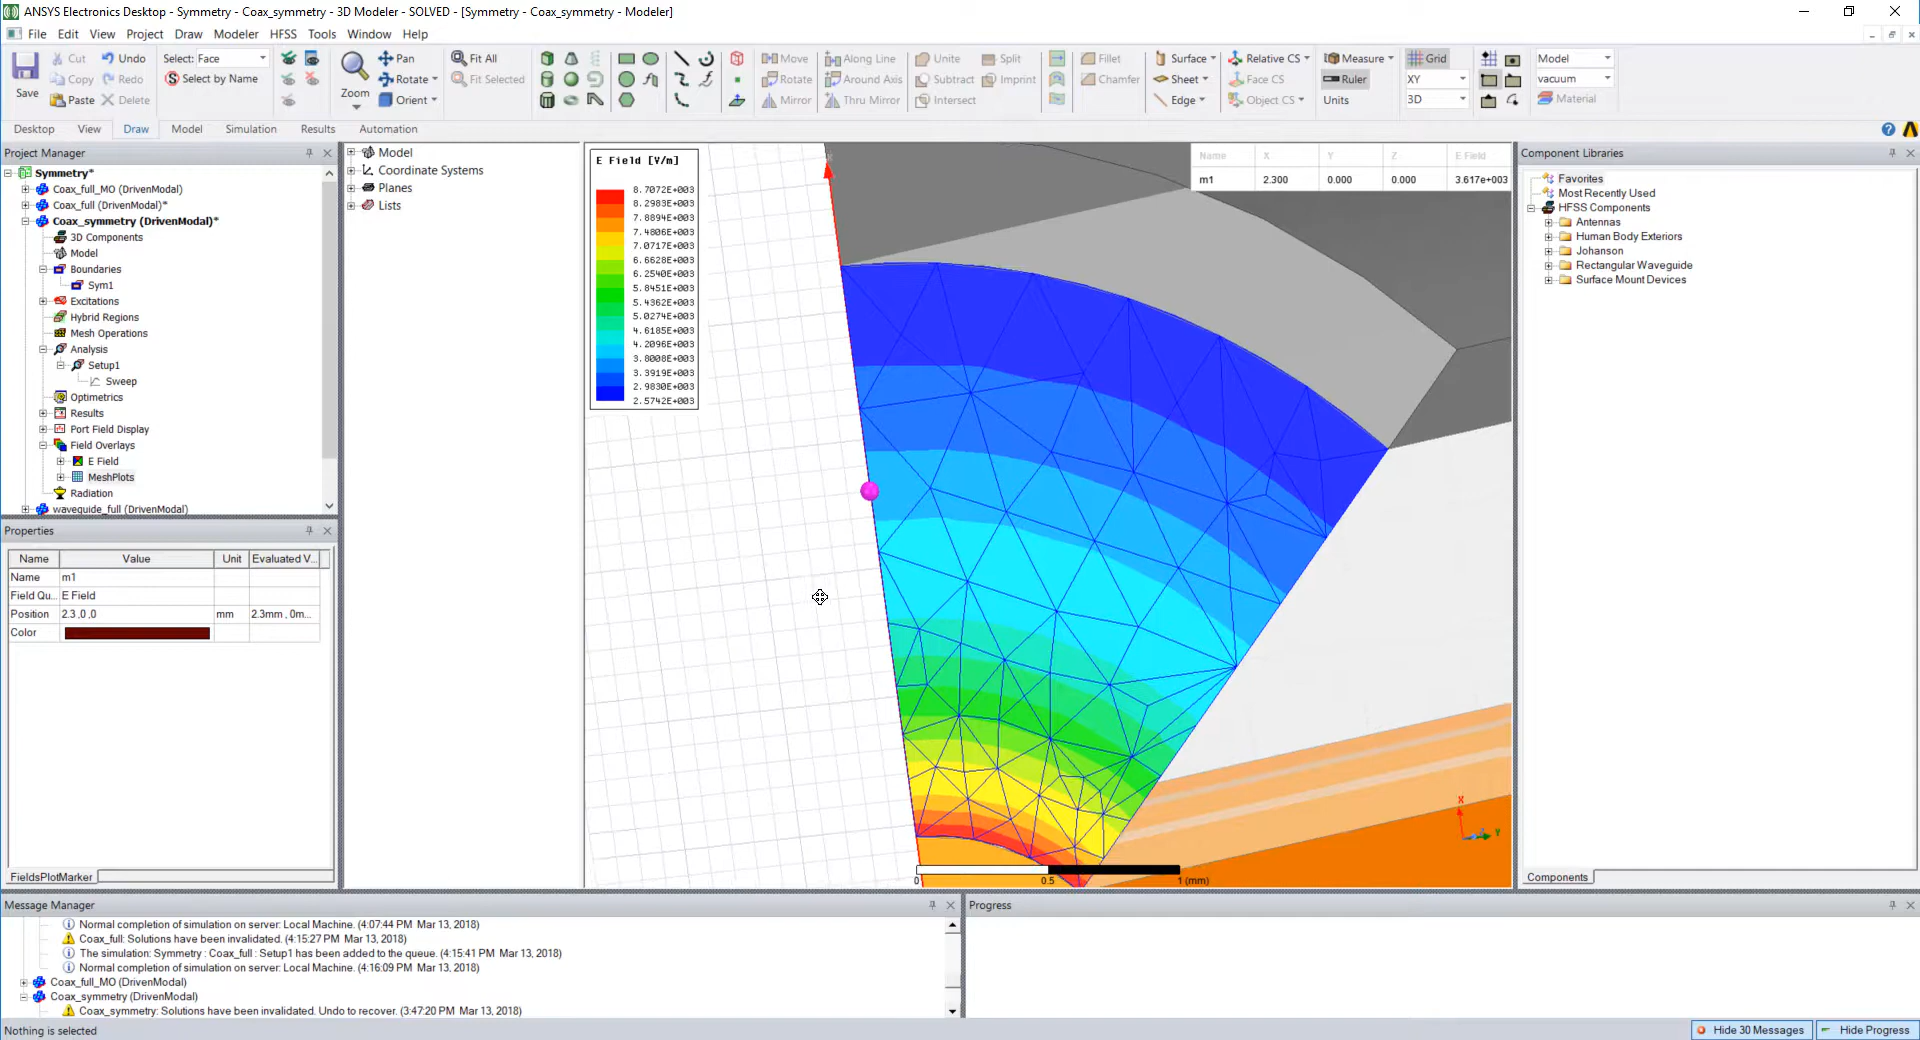 ANSYS Electronics Desktop - Symmetry - Coax_symmetry - 3D Modeler - SOLVED - [Symmetry - Coax_symmetry - Modeler]
File Edit View Project Draw Modeler HFSS Tools Window Help
Save
Cut Undo
Copy Redo
Paste Delete
Select: Face
Select by Name
Zoom
Pan
Rotate
Orient
Fit All
Fit Selected
Move Along Line
Rotate Around Axis
Mirror Thru Mirror
Unite Split
Subtract Imprint
Intersect
Fillet
Chamfer
Surface
Sheet
Edge
Relative CS
Face CS
Object CS
Measure
Ruler
Units
Grid
XY
3D
Model
vacuum
Material
Desktop View Draw Model Simulation Results Automation
Project Manager
Symmetry*
Coax_full_MO (DrivenModal)
Coax_full (DrivenModal)*
Coax_symmetry (DrivenModal)*
3D Components
Model
Boundaries
Sym1
Excitations
Hybrid Regions
Mesh Operations
Analysis
Setup1
Sweep
Optimetrics
Results
Port Field Display
Field Overlays
E Field
MeshPlots
Radiation
waveguide_full (DrivenModal)
Properties
Name Value Unit Evaluated V...
Name m1
Field Qu... E Field
Position 2.3 ,0 ,0 mm 2.3mm , 0m...
Color
FieldsPlotMarker
Model
Coordinate Systems
Planes
Lists
E Field [V/m]
8.7072E+003
8.2983E+003
7.8894E+003
7.4806E+003
7.0717E+003
6.6628E+003
6.2540E+003
5.8451E+003
5.4362E+003
5.0274E+003
4.6185E+003
4.2096E+003
3.8008E+003
3.3919E+003
2.9830E+003
2.5742E+003
Name X Y Z E Field
m1 2.300 0.000 0.000 3.617e+003
X
Y
0 0.5 1 (mm)
Component Libraries
Favorites
Most Recently Used
HFSS Components
Antennas
Human Body Exteriors
Johanson
Rectangular Waveguide
Surface Mount Devices
Components
Message Manager
Normal completion of simulation on server: Local Machine. (4:07:44 PM Mar 13, 2018)
Coax_full: Solutions have been invalidated. (4:15:27 PM Mar 13, 2018)
The simulation: Symmetry : Coax_full : Setup1 has been added to the queue. (4:15:41 PM Mar 13, 2018)
Normal completion of simulation on server: Local Machine. (4:16:09 PM Mar 13, 2018)
Coax_full_MO (DrivenModal)
Coax_symmetry (DrivenModal)
Coax_symmetry: Solutions have been invalidated. Undo to recover. (3:47:20 PM Mar 13, 2018)
Progress
Nothing is selected
Hide 30 Messages
Hide Progress